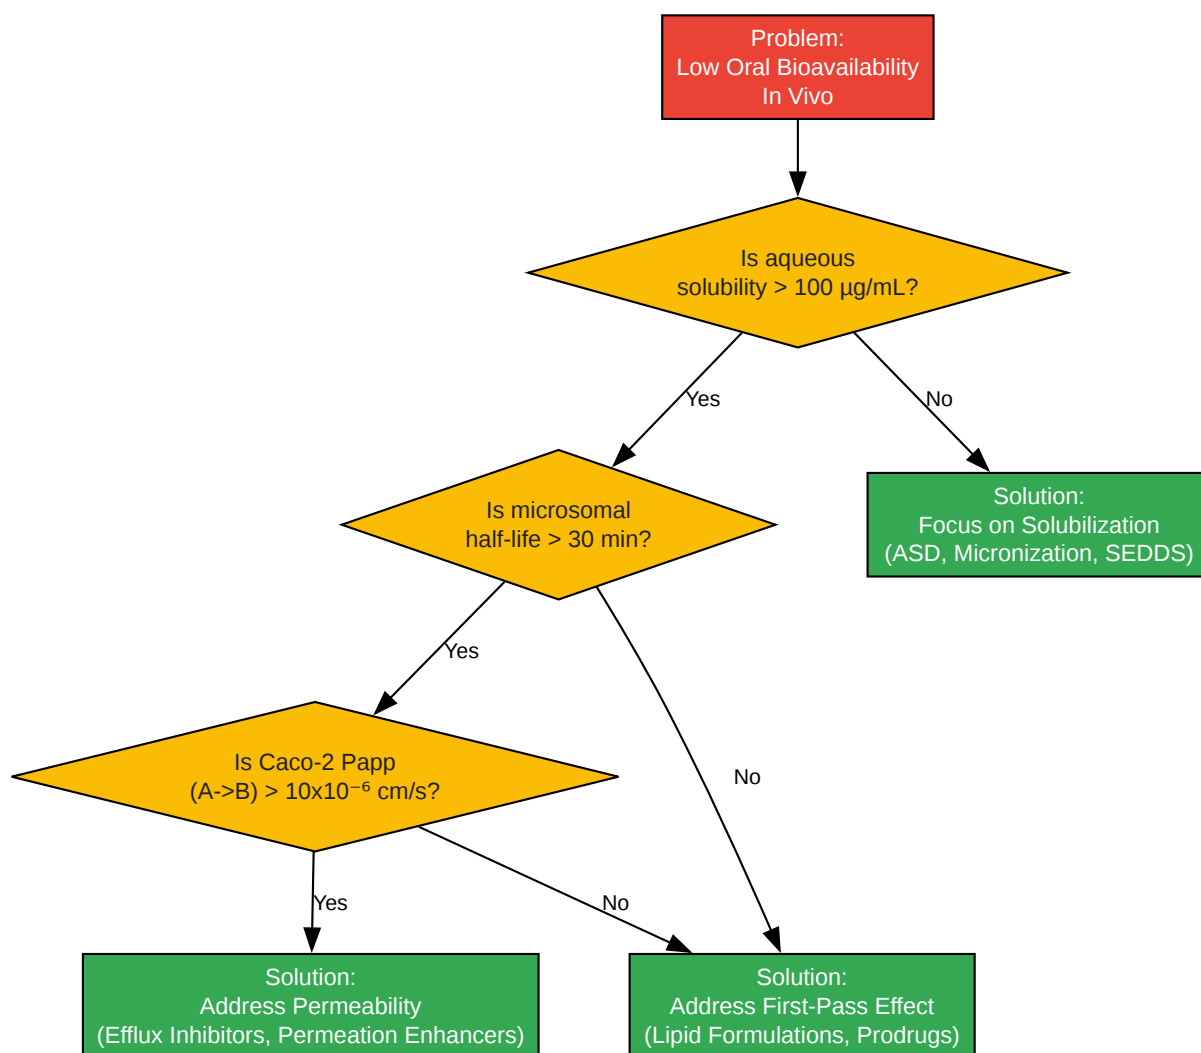 Problem:
Low Oral Bioavailability
In Vivo
Is aqueous
solubility > 100 µg/mL?
Yes
No
Is microsomal
half-life > 30 min?
Solution:
Focus on Solubilization
(ASD, Micronization, SEDDS)
Yes
No
Is Caco-2 Papp
(A->B) > 10x10⁻⁶ cm/s?
Yes
No
Solution:
Address Permeability
(Efflux Inhibitors, Permeation Enhancers)
Solution:
Address First-Pass Effect
(Lipid Formulations, Prodrugs)